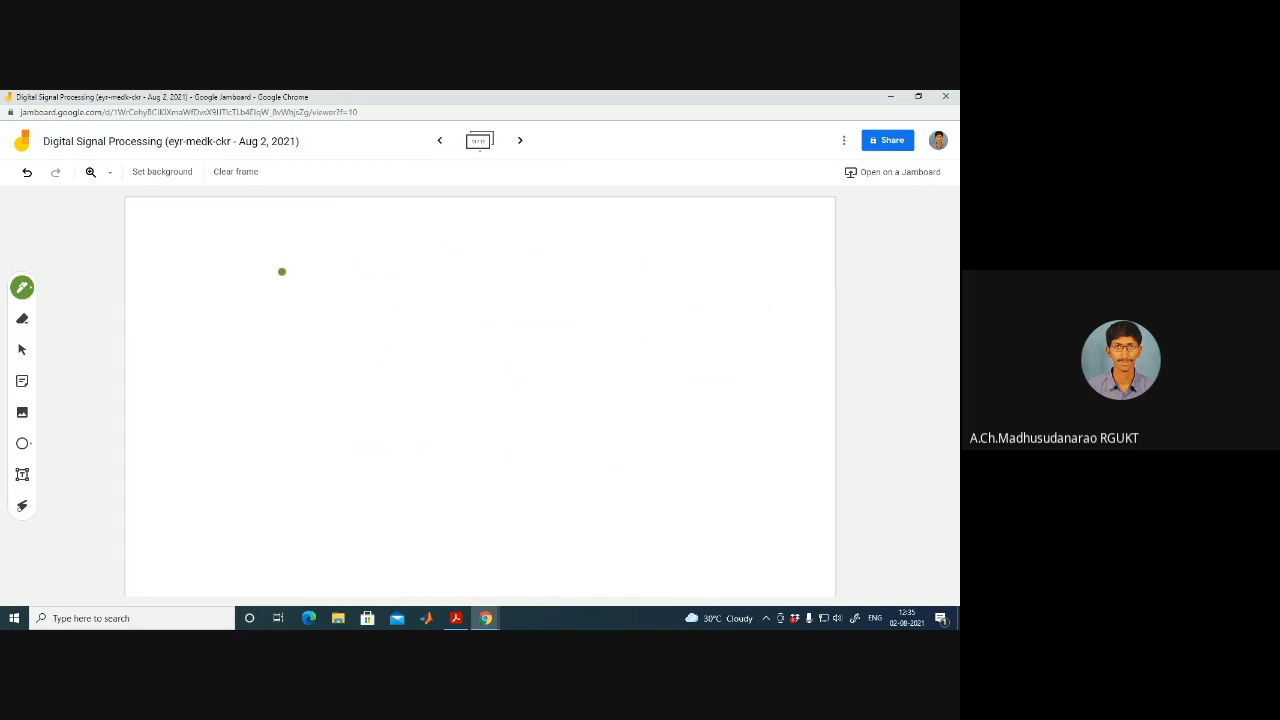 Digital Signal Processing (eyr-medk-ckr - Aug 2, 2021) - Google Jamboard - Google Chrome
Digital Signal Processing (eyr-medk-ckr - Aug 2, 2021)
11 / 11
Share
Set background
Clear frame
Open on a Jamboard
A.Ch.Madhusudanarao RGUKT
Type here to search
30°C Cloudy
ENG
12:35
02-08-2021